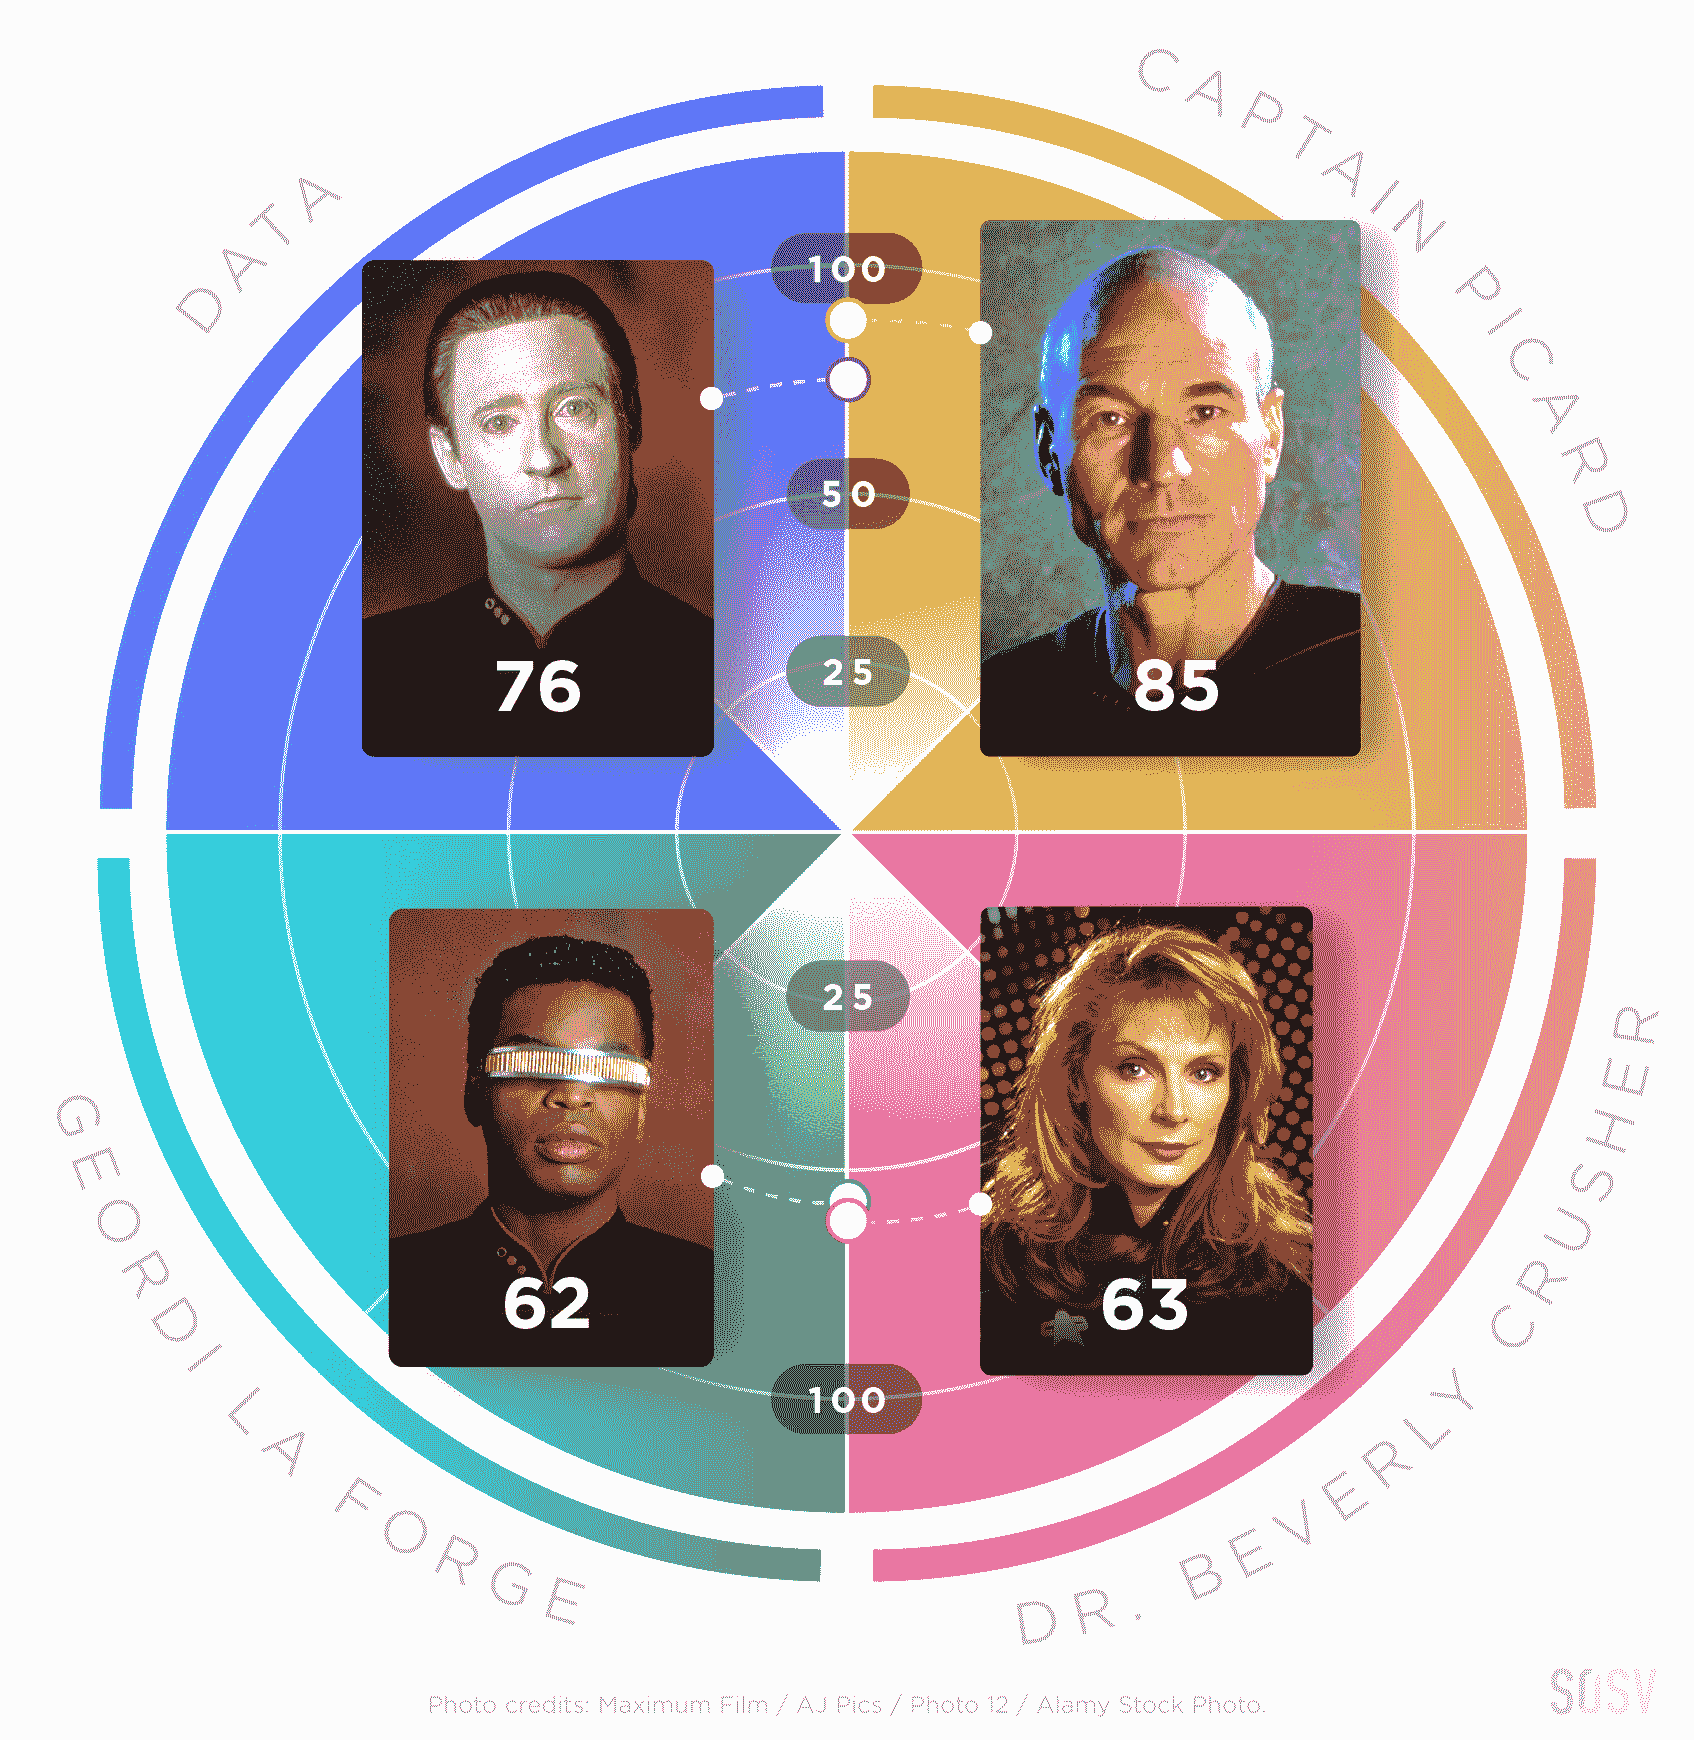 DATA
CAPTAIN PICARD
100
50
25
76
85
25
62
63
100
GEORDI LA FORGE
DR. BEVERLY CRUSHER
Photo credits: Maximum Film / AJ Pics / Photo 12 / Alamy Stock Photo.
SOSV